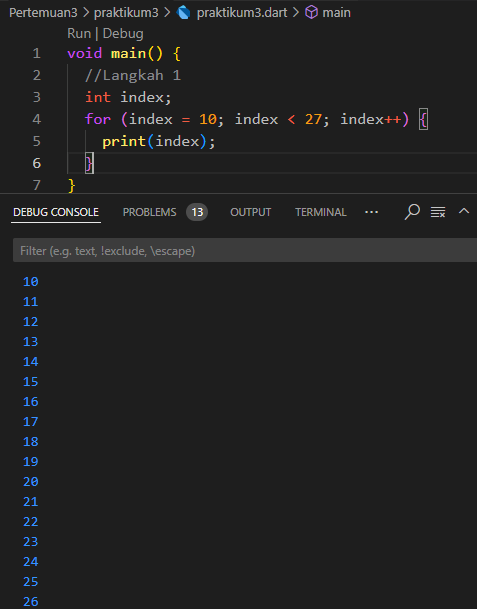 Pertemuan3 > praktikum3 > praktikum3.dart > main
Run | Debug
1 void main() {
2 //Langkah 1
3 int index;
4 for (index = 10; index < 27; index++) {
5 print(index);
6 }
7 }
DEBUG CONSOLE PROBLEMS 13 OUTPUT TERMINAL ...
Filter (e.g. text, !exclude, \escape)
10
11
12
13
14
15
16
17
18
19
20
21
22
23
24
25
26